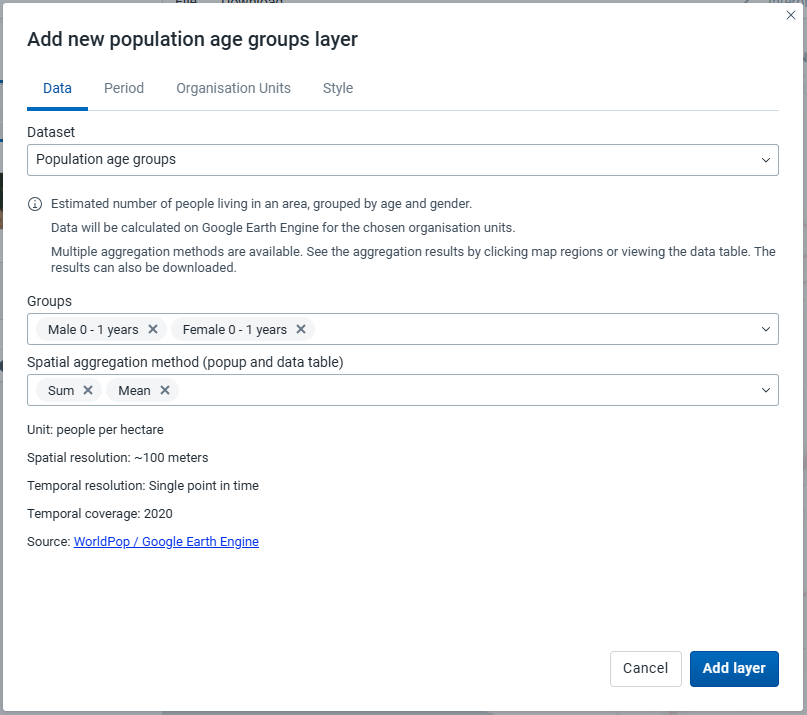 File Download
Add new population age groups layer
Data Period Organisation Units Style
Dataset
Population age groups
Estimated number of people living in an area, grouped by age and gender.
Data will be calculated on Google Earth Engine for the chosen organisation units.
Multiple aggregation methods are available. See the aggregation results by clicking map regions or viewing the data table. The
results can also be downloaded.
Groups
Male 0 - 1 years Female 0 - 1 years
Spatial aggregation method (popup and data table)
Sum Mean
Unit: people per hectare
Spatial resolution: ~100 meters
Temporal resolution: Single point in time
Temporal coverage: 2020
Source: WorldPop / Google Earth Engine
Cancel Add layer